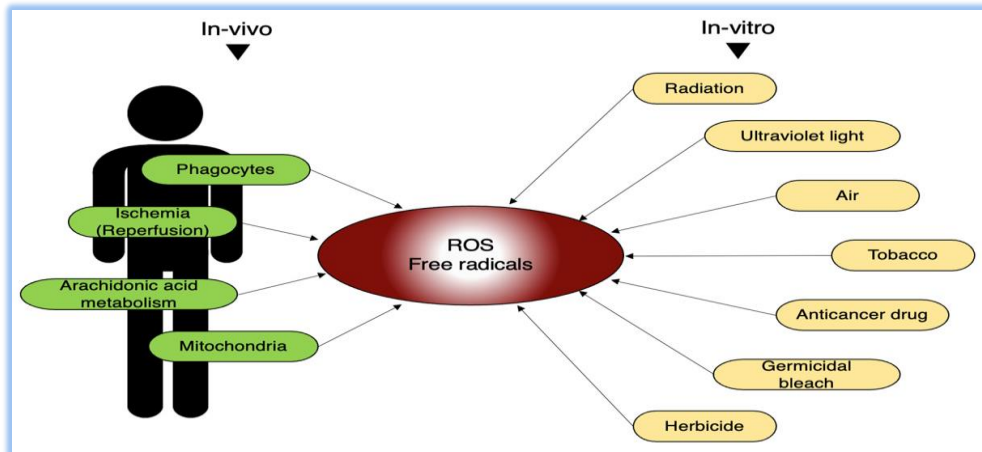 In-vivo
In-vitro
Phagocytes
Ischemia
(Reperfusion)
Arachidonic acid
metabolism
Mitochondria
ROS
Free radicals
Radiation
Ultraviolet light
Air
Tobacco
Anticancer drug
Germicidal
bleach
Herbicide